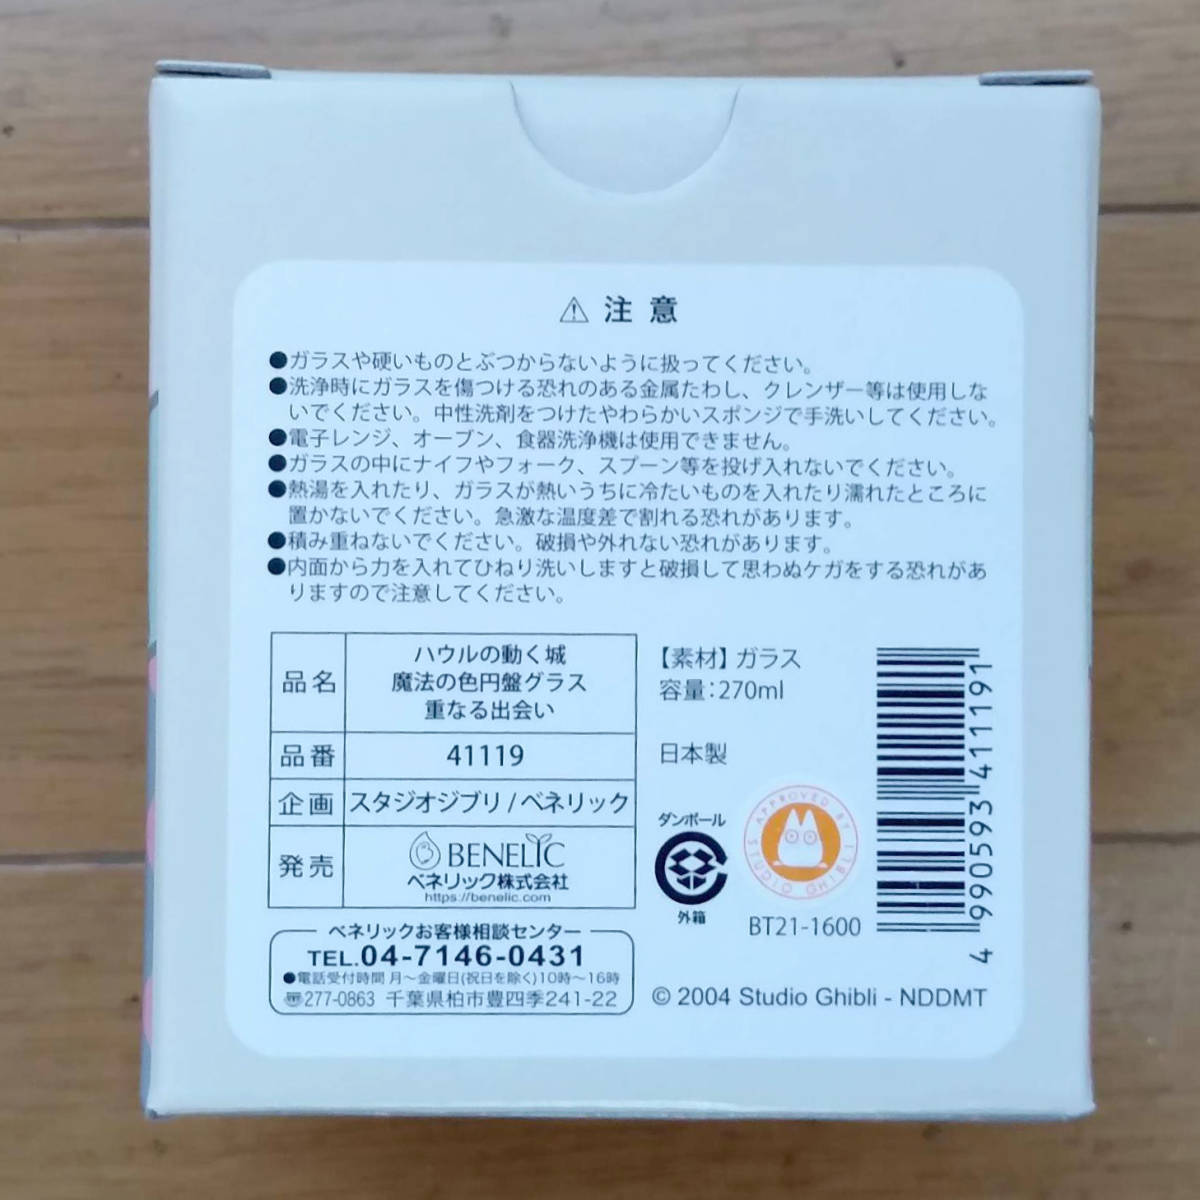 ⚠ 注意
●ガラスや硬いものとぶつからないように扱ってください。
●洗浄時にガラスを傷つける恐れのある金属たわし、クレンザー等は使用しな
いでください。中性洗剤をつけたやわらかいスポンジで手洗いしてください。
●電子レンジ、オーブン、食器洗浄機は使用できません。
●ガラスの中にナイフやフォーク、スプーン等を投げ入れないでください。
●熱湯を入れたり、ガラスが熱いうちに冷たいものを入れたり濡れたところに
置かないでください。急激な温度差で割れる恐れがあります。
●積み重ねないでください。破損や外れない恐れがあります。
●内面から力を入れてひねり洗いしますと破損して思わぬケガをする恐れがあ
りますので注意してください。
品名
ハウルの動く城
魔法の色円盤グラス
重なる出会い
品番 41119
企画 スタジオジブリ/ベネリック
発売
BENELIC
ベネリック株式会社
https://benelic.com
ベネリックお客様相談センター
TEL.04-7146-0431
●電話受付時間 月〜金曜日(祝日を除く)10時〜16時
〠277-0863 千葉県柏市豊四季241-22
【素材】ガラス
容量:270ml
日本製
ダンボール
外箱
APPROVED BY STUDIO GHIBLI
BT21-1600
4990593411191
© 2004 Studio Ghibli - NDDMT